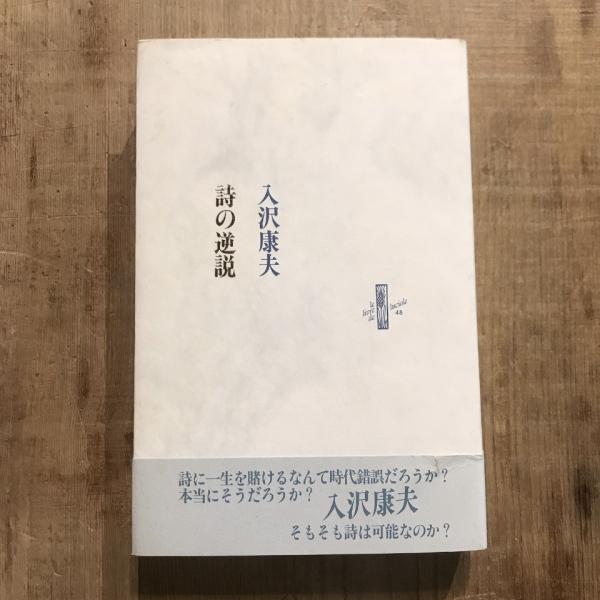 入沢康夫
詩の逆説
le
livre
de
luciole
48
詩に一生を賭けるなんて時代錯誤だろうか?
本当にそうだろうか?
入沢康夫
そもそも詩は可能なのか?